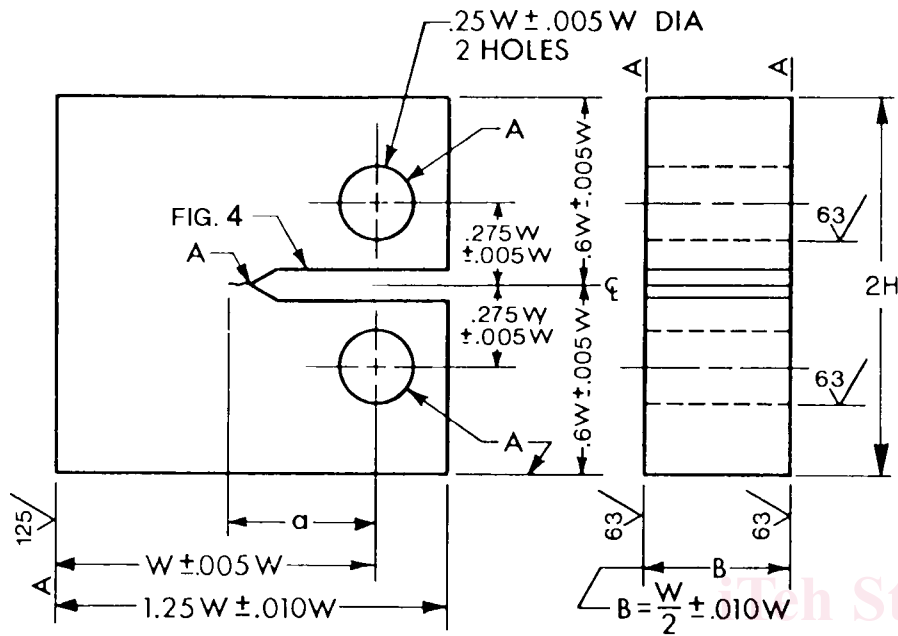 .25W ± .005W DIA
2 HOLES
A
A
A
FIG. 4
A
.275W
±.005W
.6W ±.005W
63
℄
2H
.275W
±.005W
.6W ±.005W
63
A
125
a
63
63
W ±.005W
B
A
1.25W ±.010W
B = W/2 ± .010W
iTeh St